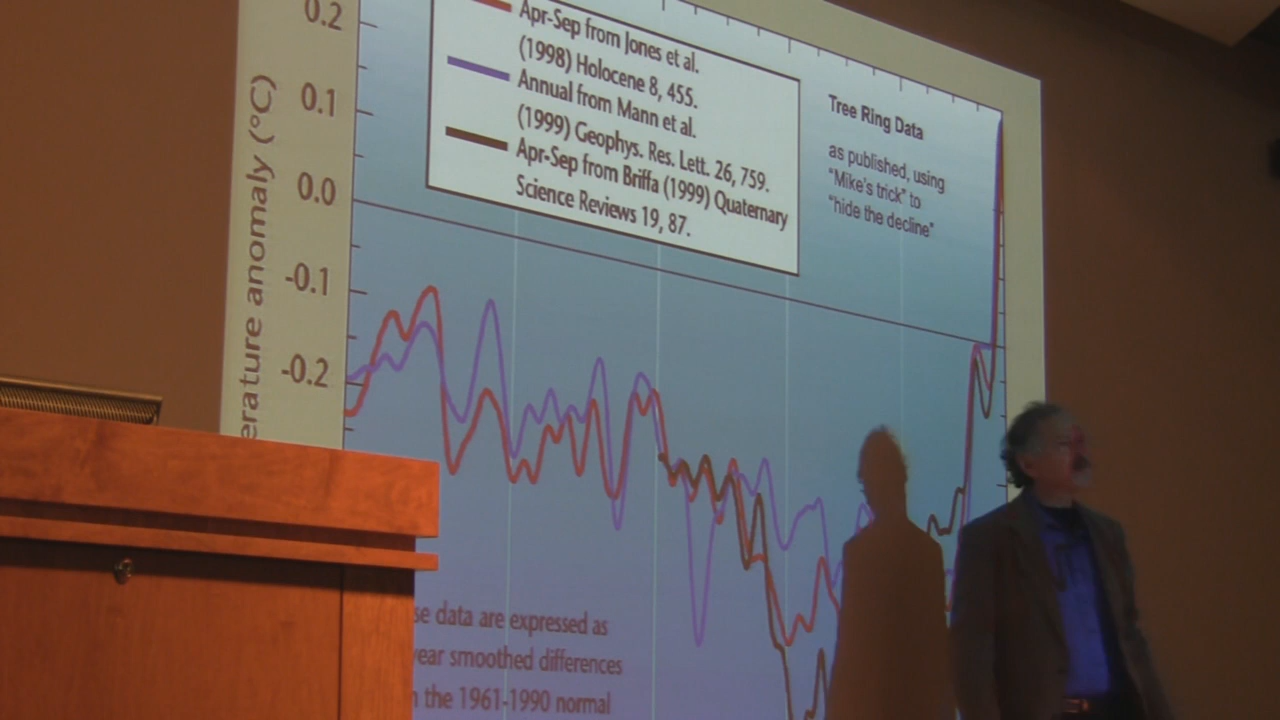 0.2
0.1
0.0
-0.1
-0.2
erature anomaly (°C)
Apr-Sep from Jones et al.
(1998) Holocene 8, 455.
Annual from Mann et al.
(1999) Geophys. Res. Lett. 26, 759.
Apr-Sep from Briffa (1999) Quaternary
Science Reviews 19, 87.
Tree Ring Data
as published, using
"Mike's trick" to
"hide the decline"
se data are expressed as
year smoothed differences
the 1961-1990 normal